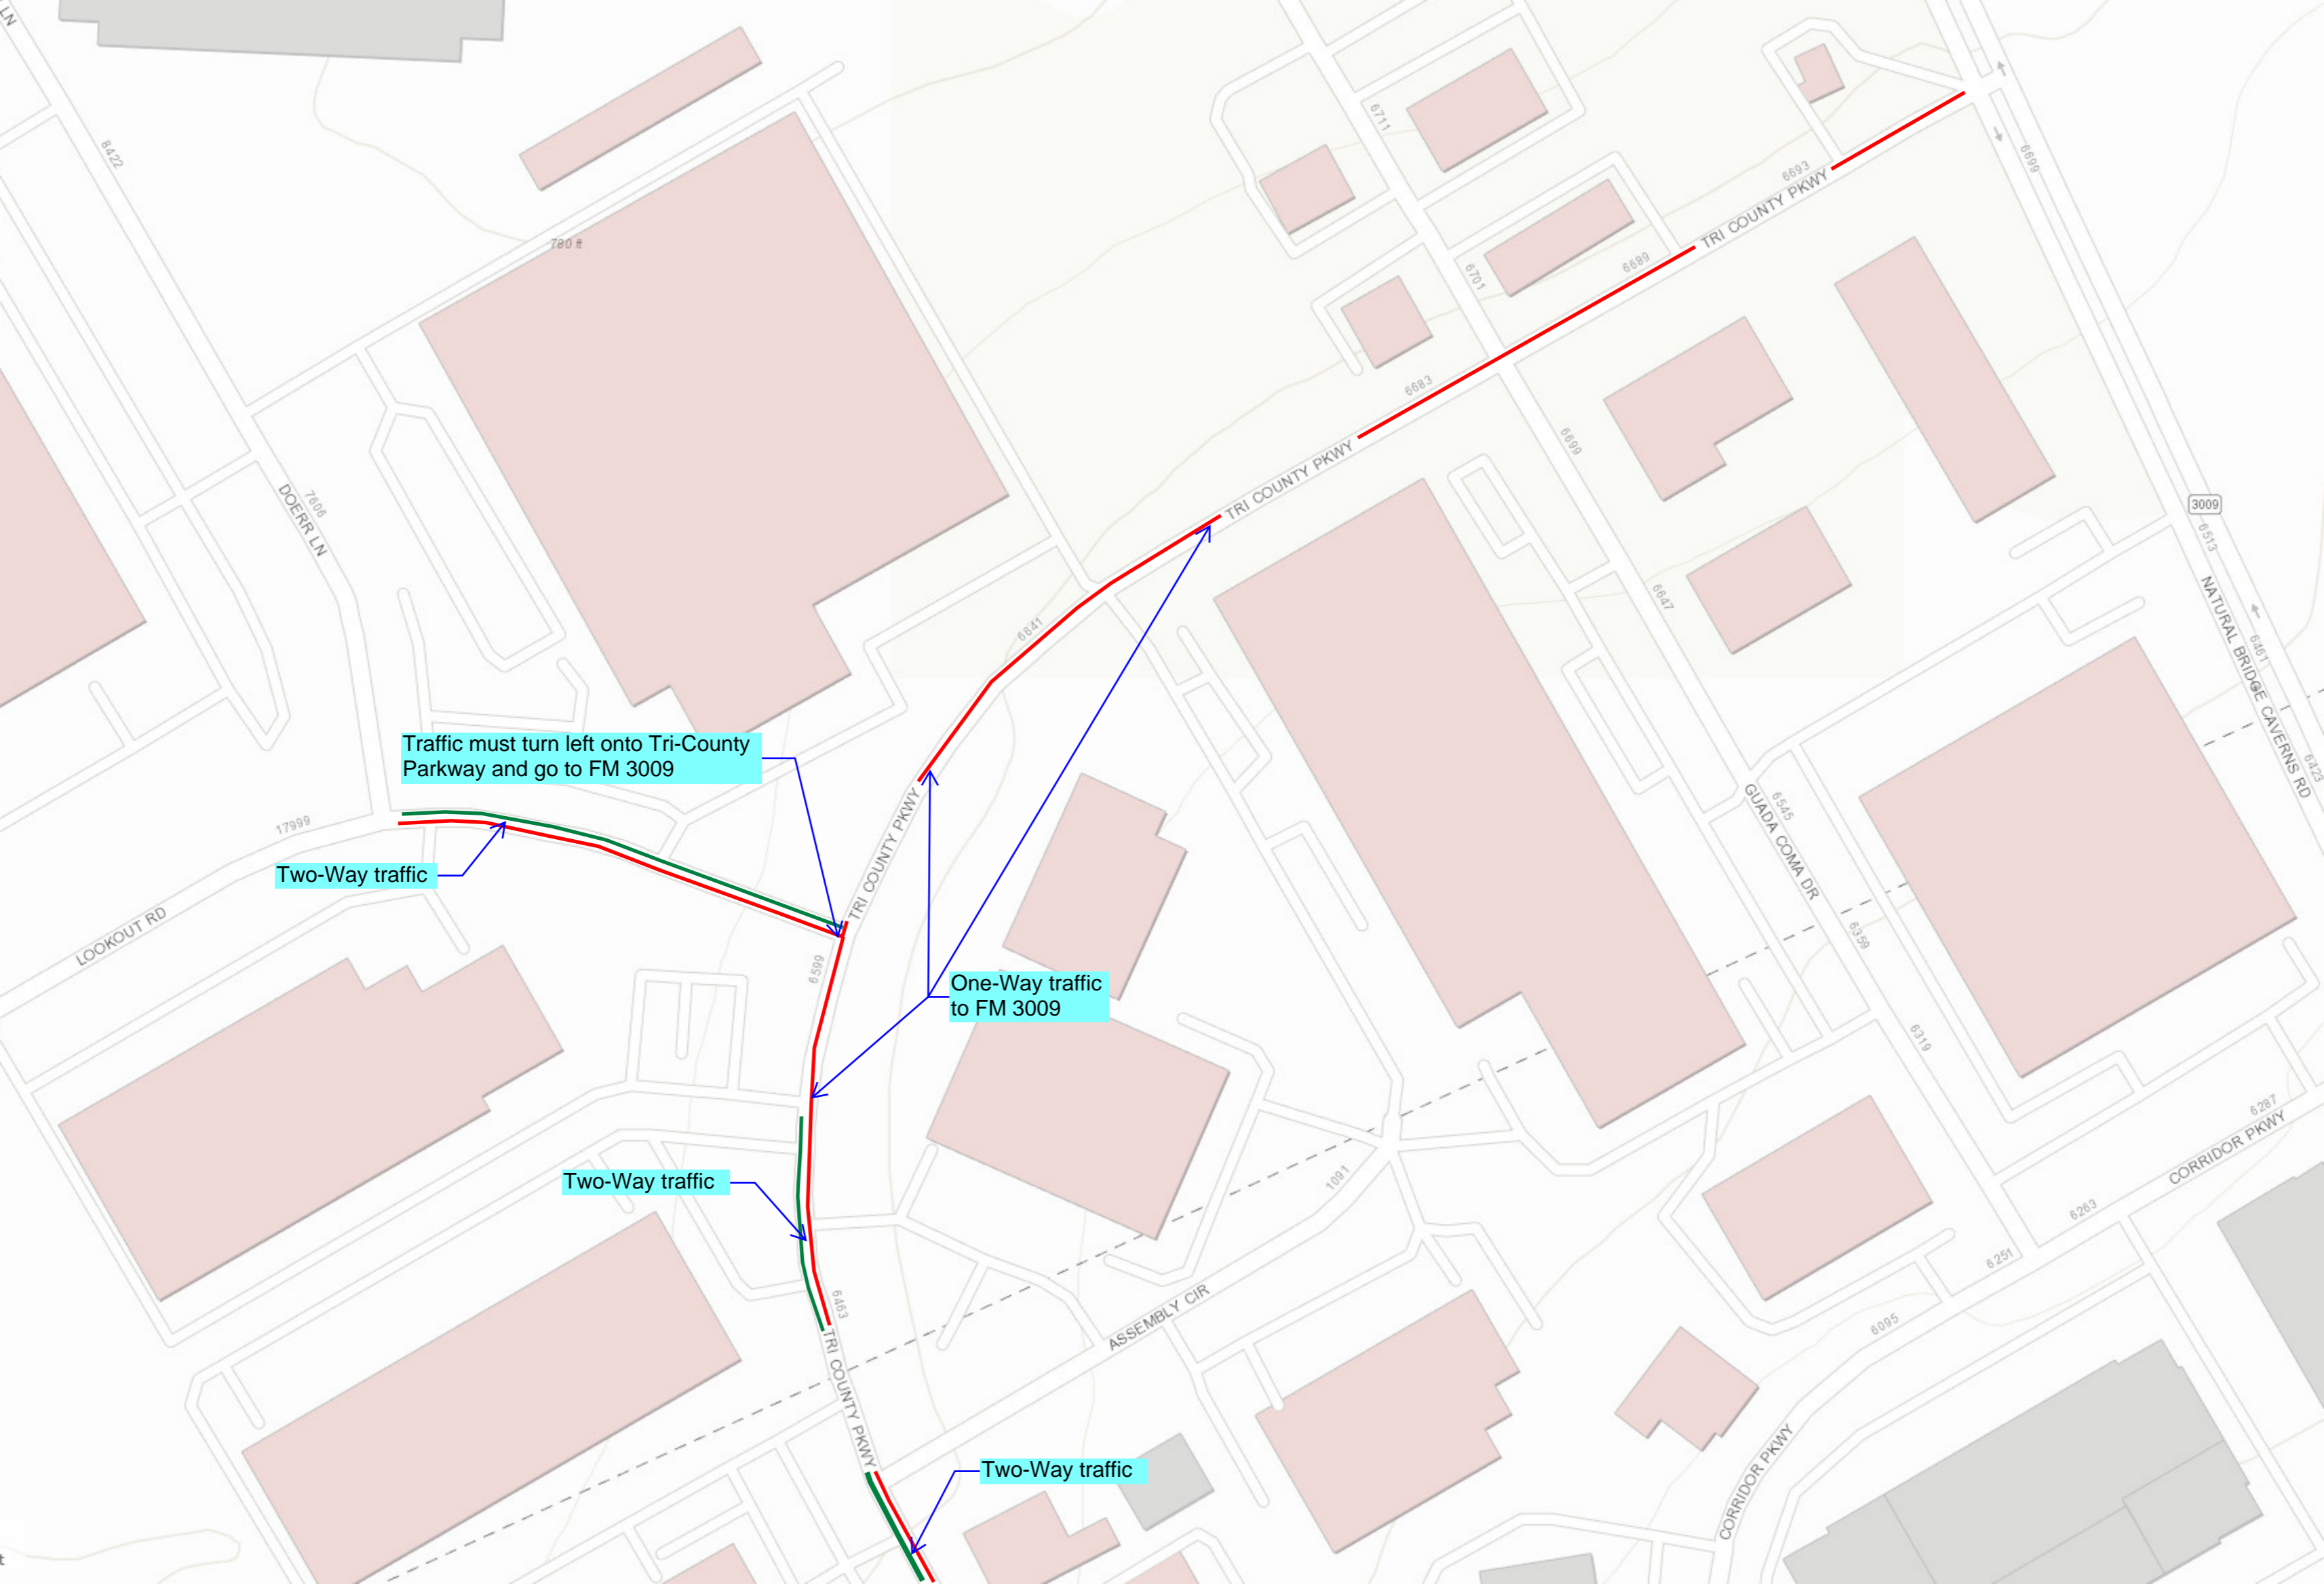 LN
8422
780 ft
6711
6693
TRI COUNTY PKWY
6699
6701
6689
6683
TRI COUNTY PKWY
6699
3009
6513
DOERR LN
7606
6641
6647
NATURAL BRIDGE CAVERNS RD
6461
6423
Traffic must turn left onto Tri-County
Parkway and go to FM 3009
17999
Two-Way traffic
LOOKOUT RD
TRI COUNTY PKWY
6599
GUADA COMA DR
6545
6359
6319
One-Way traffic
to FM 3009
Two-Way traffic
1091
6287
CORRIDOR PKWY
6263
6251
6463
TRI COUNTY PKWY
ASSEMBLY CIR
6095
Two-Way traffic
CORRIDOR PKWY
t